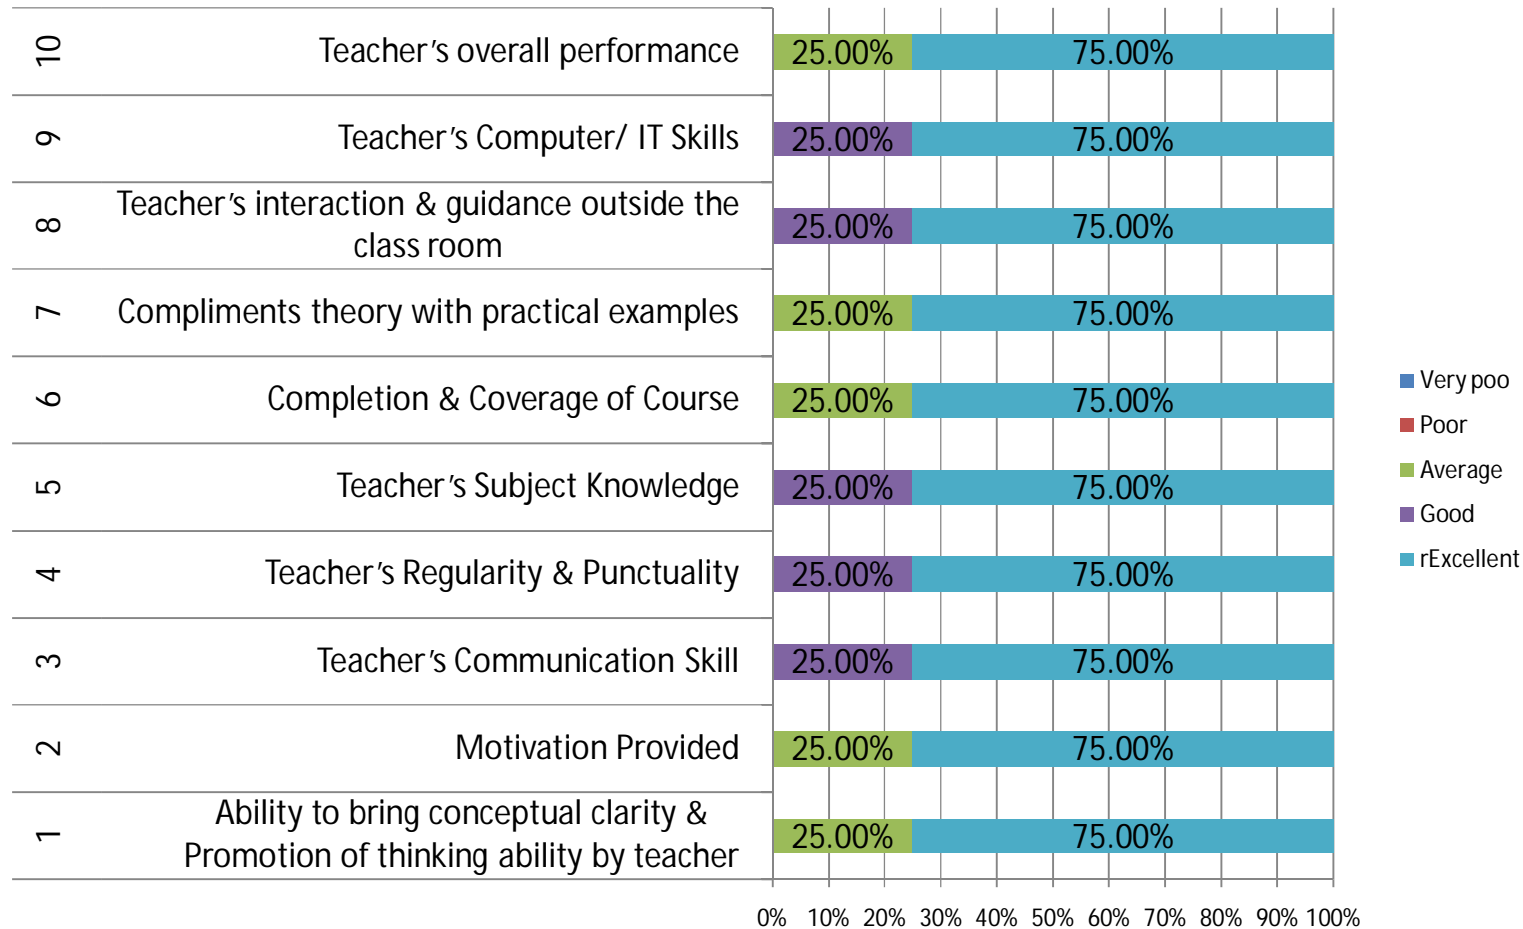 10
Teacher’s overall performance
25.00%
75.00%
9
Teacher’s Computer/ IT Skills
25.00%
75.00%
8
Teacher’s interaction & guidance outside the
class room
25.00%
75.00%
7
Compliments theory with practical examples
25.00%
75.00%
6
Completion & Coverage of Course
25.00%
75.00%
5
Teacher’s Subject Knowledge
25.00%
75.00%
4
Teacher’s Regularity & Punctuality
25.00%
75.00%
3
Teacher’s Communication Skill
25.00%
75.00%
2
Motivation Provided
25.00%
75.00%
1
Ability to bring conceptual clarity &
Promotion of thinking ability by teacher
25.00%
75.00%
0% 10% 20% 30% 40% 50% 60% 70% 80% 90% 100%
Very poo
Poor
Average
Good
rExcellent